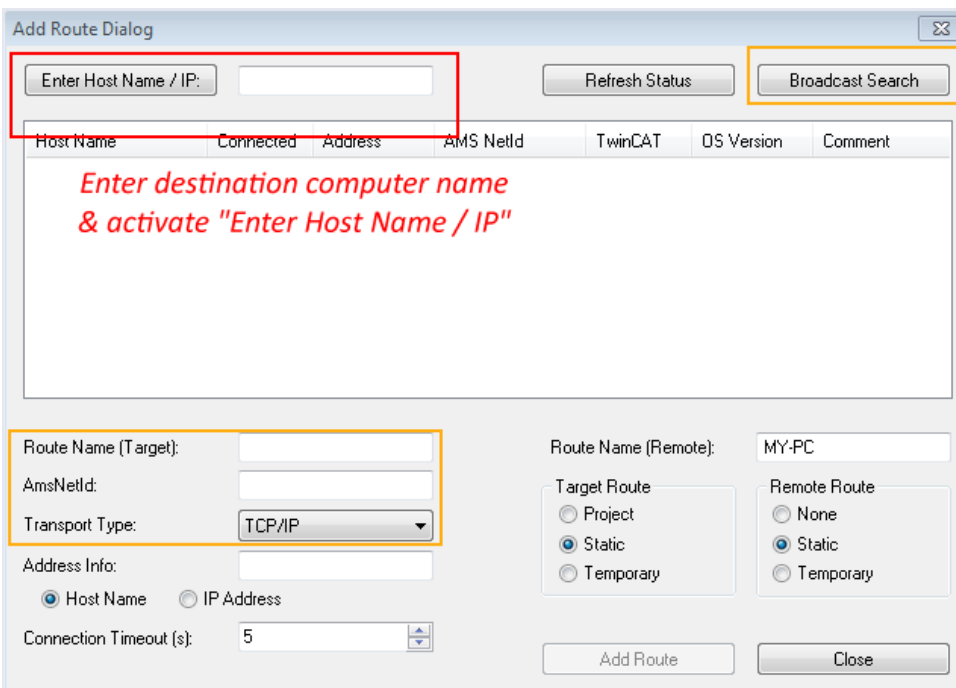 Add Route Dialog
Enter Host Name / IP:
Refresh Status
Broadcast Search
Host Name Connected Address AMS NetId TwinCAT OS Version Comment
Enter destination computer name
& activate "Enter Host Name / IP"
Route Name (Target):
Route Name (Remote): MY-PC
AmsNetId:
Target Route
Remote Route
Transport Type: TCP/IP
Project
None
Static
Static
Address Info:
Temporary
Temporary
Host Name IP Address
Connection Timeout (s): 5
Add Route
Close